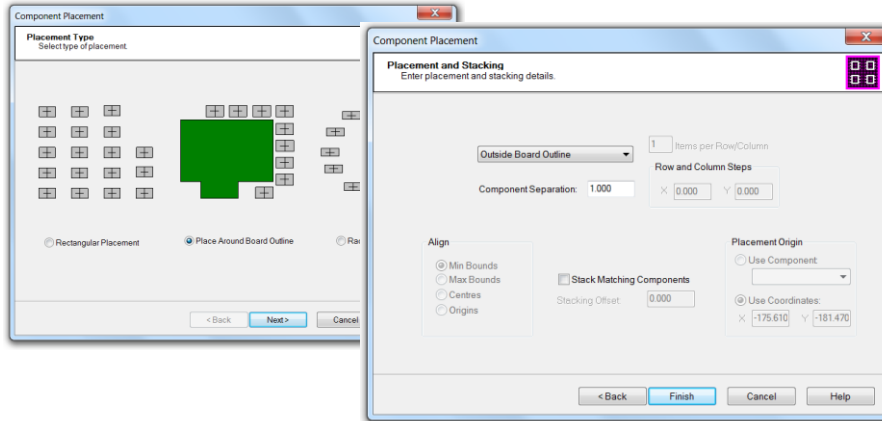 Component Placement
Placement Type
Select type of placement.
Rectangular Placement
Place Around Board Outline
< Back
Next >
Cancel
Component Placement
Placement and Stacking
Enter placement and stacking details.
Outside Board Outline
1 Items per Row/Column
Component Separation: 1.000
Row and Column Steps
X 0.000 Y 0.000
Align
Min Bounds
Max Bounds
Centres
Origins
Stack Matching Components
Stacking Offset: 0.000
Placement Origin
Use Component:
Use Coordinates:
X -175.610 Y -181.470
< Back
Finish
Cancel
Help